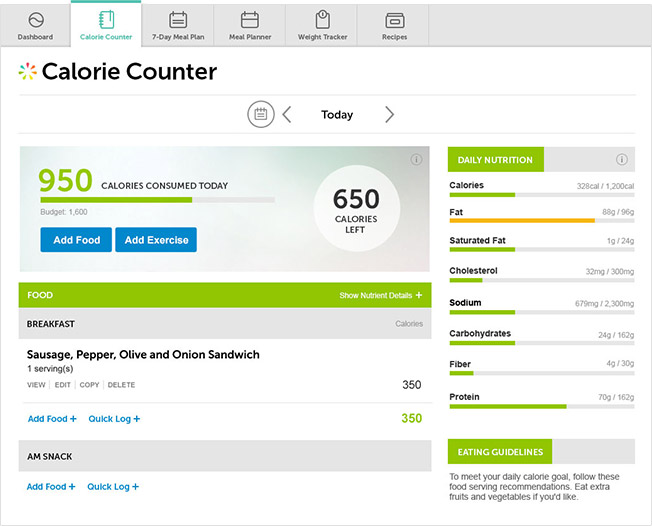 Dashboard
Calorie Counter
7-Day Meal Plan
Meal Planner
Weight Tracker
Recipes
Calorie Counter
Today
950 CALORIES CONSUMED TODAY
Budget: 1,600
Add Food
Add Exercise
650
CALORIES
LEFT
FOOD
Show Nutrient Details +
BREAKFAST
Calories
Sausage, Pepper, Olive and Onion Sandwich
1 serving(s)
VIEW | EDIT | COPY | DELETE
350
Add Food +
Quick Log +
350
AM SNACK
Add Food +
Quick Log +
DAILY NUTRITION
Calories
328cal / 1,200cal
Fat
88g / 96g
Saturated Fat
1g / 24g
Cholesterol
32mg / 300mg
Sodium
679mg / 2,300mg
Carbohydrates
24g / 162g
Fiber
4g / 30g
Protein
70g / 162g
EATING GUIDELINES
To meet your daily calorie goal, follow these
food serving recommendations. Eat extra
fruits and vegetables if you'd like.